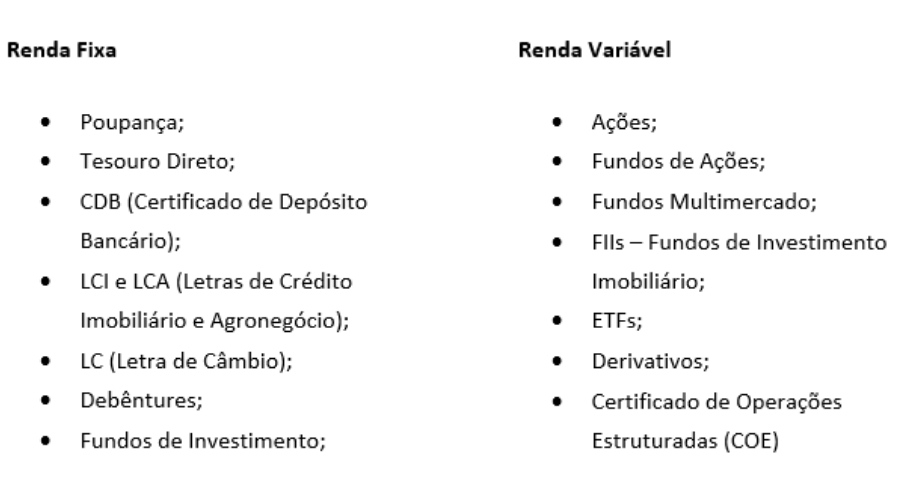 Renda Fixa
• Poupança;
• Tesouro Direto;
• CDB (Certificado de Depósito
Bancário);
• LCI e LCA (Letras de Crédito
Imobiliário e Agronegócio);
• LC (Letra de Câmbio);
• Debêntures;
• Fundos de Investimento;
Renda Variável
• Ações;
• Fundos de Ações;
• Fundos Multimercado;
• FIIs – Fundos de Investimento
Imobiliário;
• ETFs;
• Derivativos;
• Certificado de Operações
Estruturadas (COE)